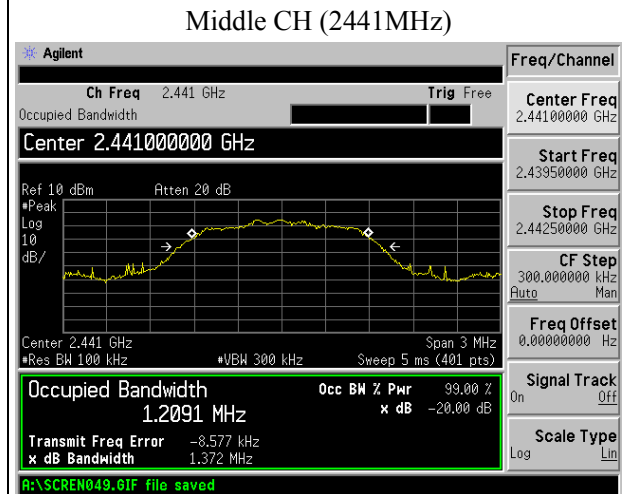 Middle CH (2441MHz)
Agilent
Freq/Channel
Ch Freq 2.441 GHz Trig Free
Occupied Bandwidth
Center 2.441000000 GHz
Ref 10 dBm Atten 20 dB
#Peak
Log
10
dB/
Center 2.441 GHz Span 3 MHz
#Res BW 100 kHz #VBW 300 kHz Sweep 5 ms (401 pts)
Occupied Bandwidth Occ BW % Pwr 99.00 %
1.2091 MHz x dB -20.00 dB
Transmit Freq Error -8.577 kHz
x dB Bandwidth 1.372 MHz
A:\SCREN049.GIF file saved
Center Freq
2.44100000 GHz
Start Freq
2.43950000 GHz
Stop Freq
2.44250000 GHz
CF Step
300.000000 kHz
Auto Man
Freq Offset
0.00000000 Hz
Signal Track
On Off
Scale Type
Log Lin